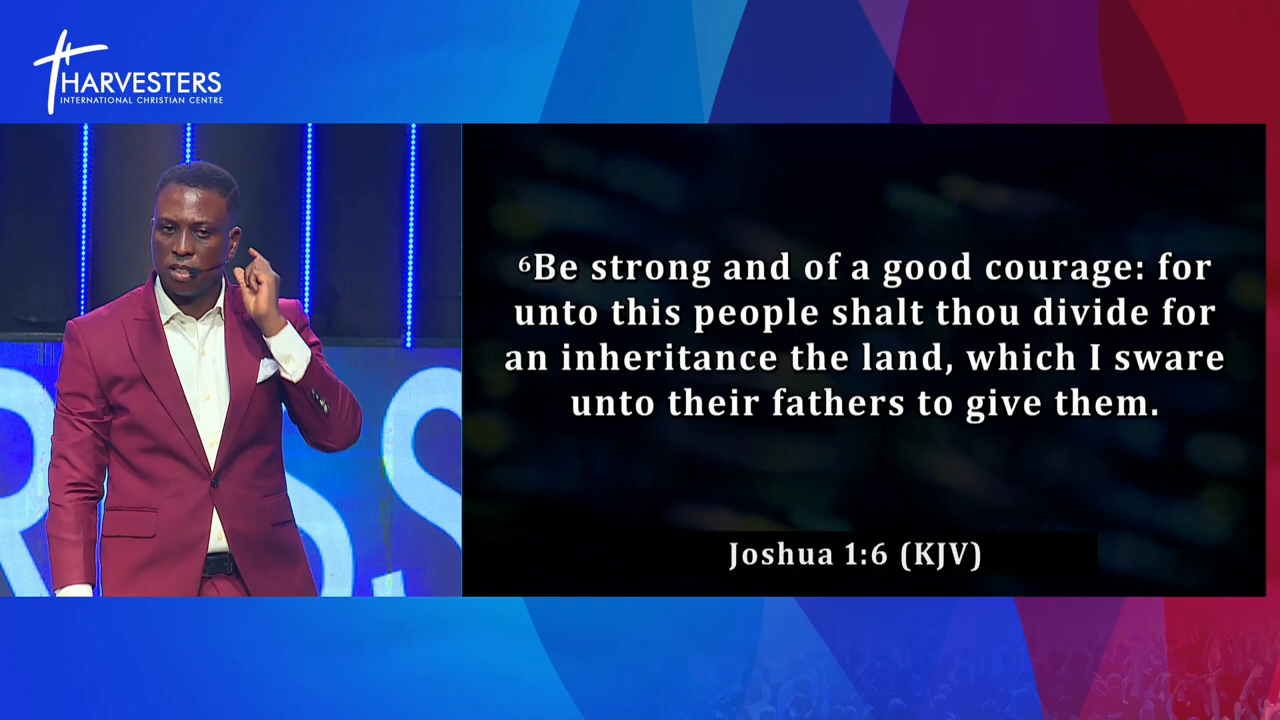 HARVESTERS
INTERNATIONAL CHRISTIAN CENTRE
⁶Be strong and of a good courage: for
unto this people shalt thou divide for
an inheritance the land, which I sware
unto their fathers to give them.
Joshua 1:6 (KJV)